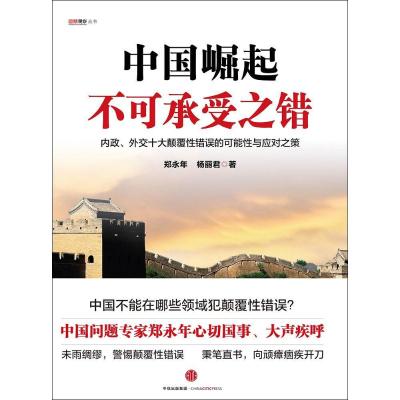 丛书
中国崛起
不可承受之错
内政、外交十大颠覆性错误的可能性与应对之策
郑永年 杨丽君◎著
中国不能在哪些领域犯颠覆性错误？
中国问题专家郑永年心切国事、大声疾呼
未雨绸缪，警惕颠覆性错误 秉笔直书，向顽瘴痼疾开刀
中信出版集团·CHINACITICPRESS